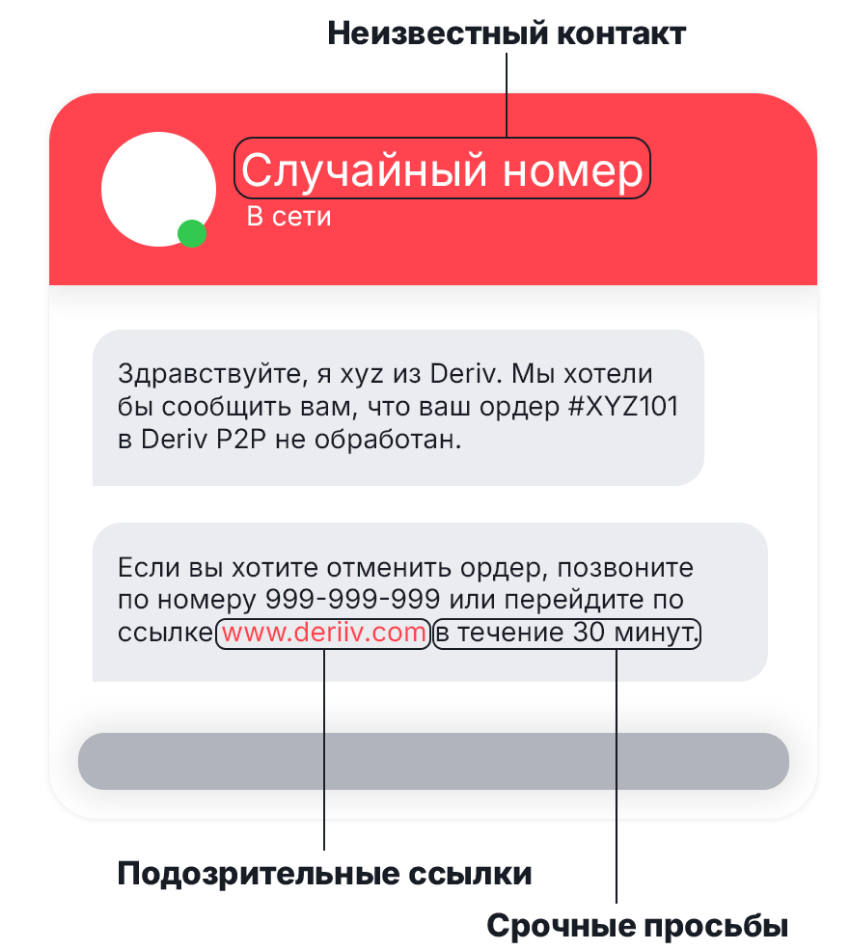 Неизвестный контакт
Случайный номер
В сети
Здравствуйте, я xyz из Deriv. Мы хотели
бы сообщить вам, что ваш ордер #XYZ101
в Deriv P2P не обработан.
Если вы хотите отменить ордер, позвоните
по номеру 999-999-999 или перейдите по
ссылке www.deriiv.com в течение 30 минут.
Подозрительные ссылки
Срочные просьбы